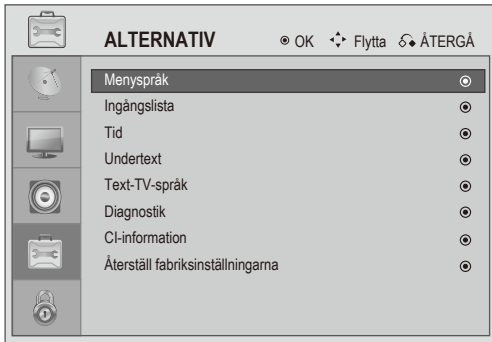 ALTERNATIV OK Flytta ÅTERGÅ
Menyspråk
Ingångslista
Tid
Undertext
Text-TV-språk
Diagnostik
CI-information
Återställ fabriksinställningarna